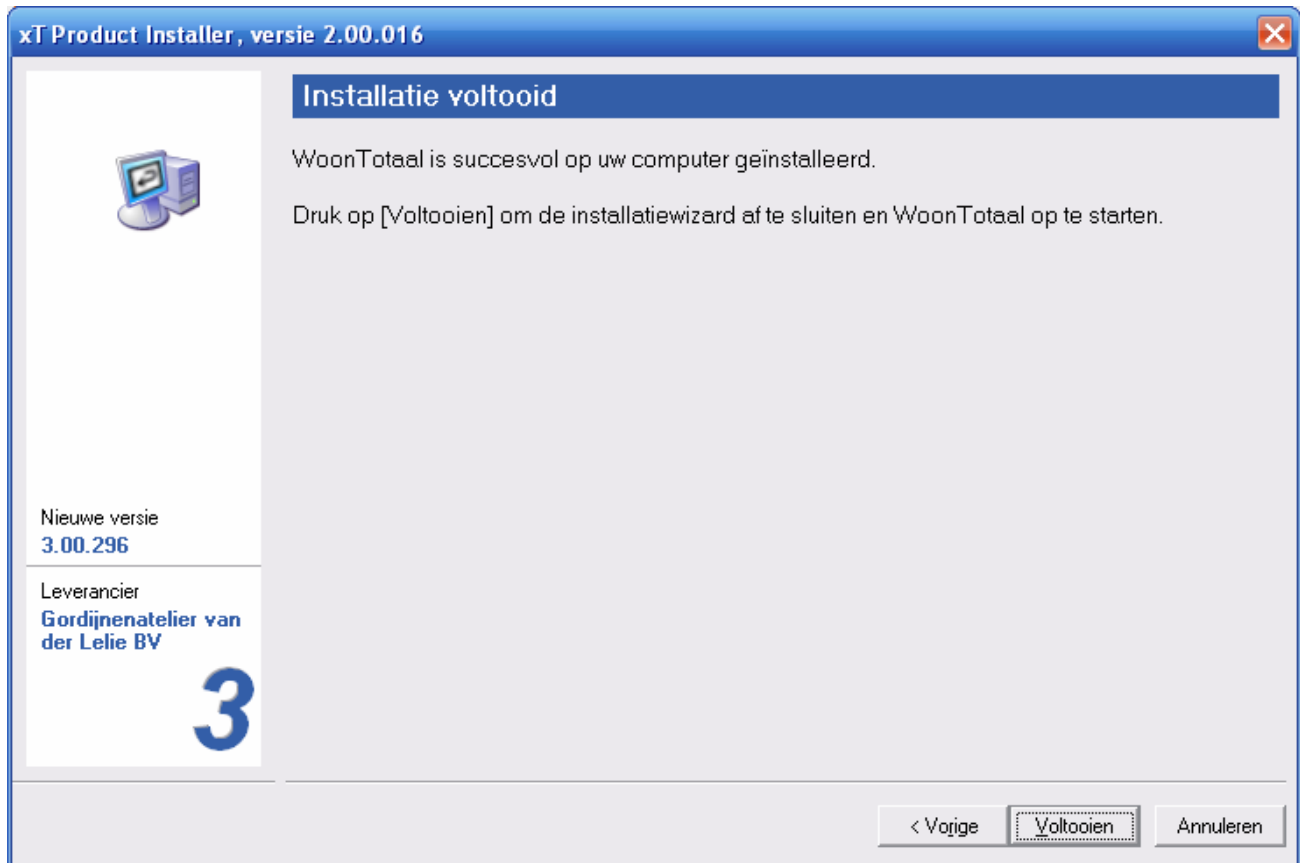 xT Product Installer, versie 2.00.016
Installatie voltooid
WoonTotaal is succesvol op uw computer geïnstalleerd.
Druk op [Voltooien] om de installatiewizard af te sluiten en WoonTotaal op te starten.
Nieuwe versie
3.00.296
Leverancier
Gordijnenatelier van
der Lelie BV
3
< Vorige
Voltooien
Annuleren